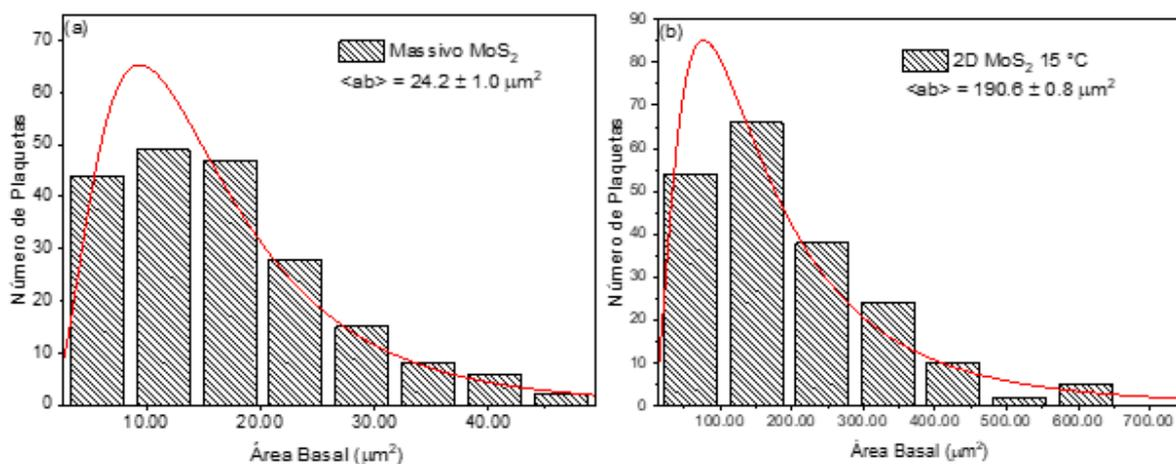 (a)
Massivo MoS₂
<ab> = 24.2 ± 1.0 μm²
Número de Plaquetas
70
60
50
40
30
20
10
0
10.00 20.00 30.00 40.00
Área Basal (μm²)
(b)
2D MoS₂ 15 °C
<ab> = 190.6 ± 0.8 μm²
Número de Plaquetas
90
80
70
60
50
40
30
20
10
0
100.00 200.00 300.00 400.00 500.00 600.00 700.00
Área Basal (μm²)